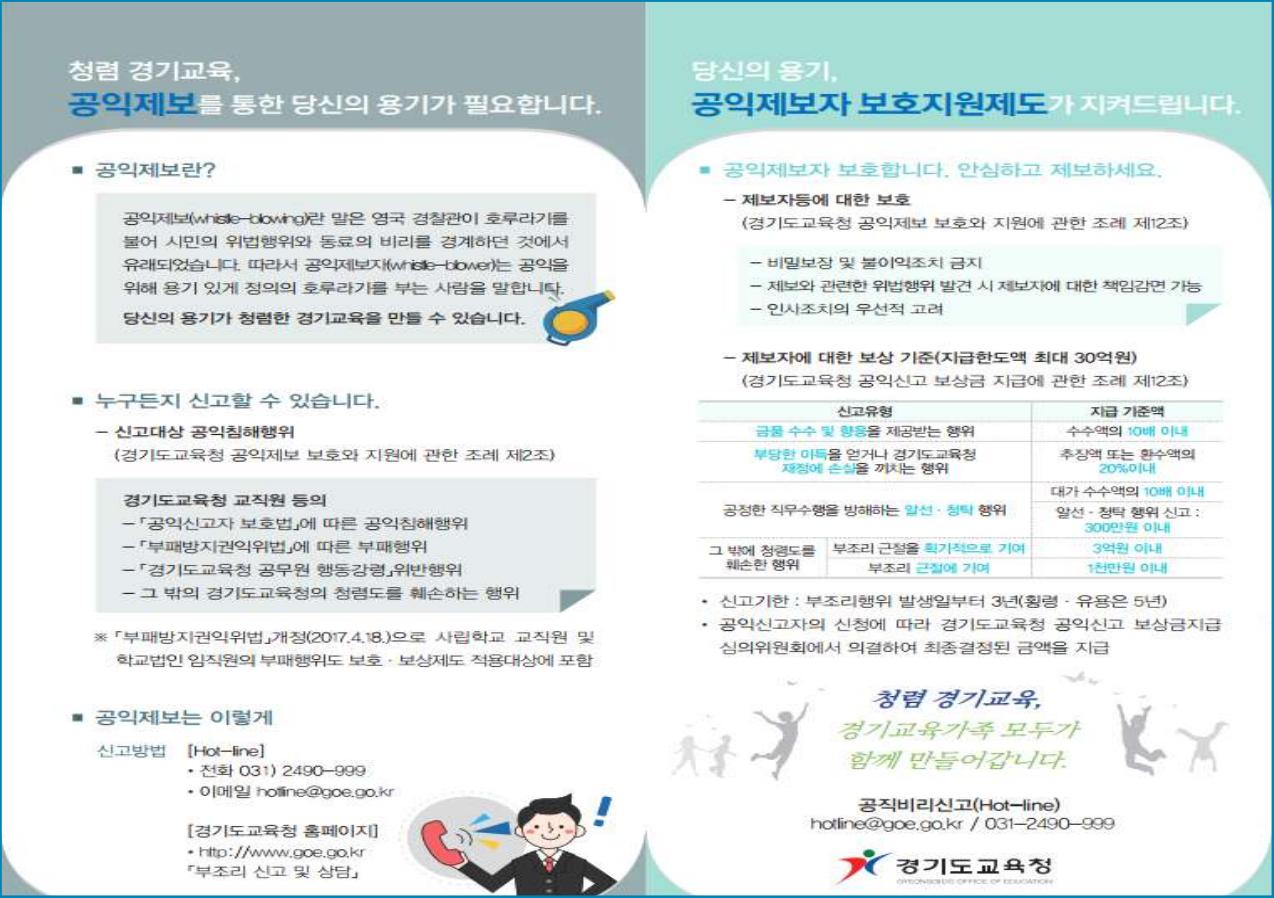 청렴 경기교육,
공익제보를 통한 당신의 용기가 필요합니다.
■ 공익제보란?
공익제보(whistle-blowing)란 말은 영국 경찰관이 호루라기를
불어 시민의 위법행위와 동료의 비리를 경계하던 것에서
유래되었습니다. 따라서 공익제보자(whistle-blower)는 공익을
위해 용기 있게 정의의 호루라기를 부는 사람을 말합니다.
당신의 용기가 청렴한 경기교육을 만들 수 있습니다.
■ 누구든지 신고할 수 있습니다.
– 신고대상 공익침해행위
(경기도교육청 공익제보 보호와 지원에 관한 조례 제2조)
경기도교육청 교직원 등의
–「공익신고자 보호법」에 따른 공익침해행위
–「부패방지권익위법」에 따른 부패행위
–「경기도교육청 공무원 행동강령」위반행위
– 그 밖의 경기도교육청의 청렴도를 훼손하는 행위
※「부패방지권익위법」개정(2017.4.18.)으로 사립학교 교직원 및
학교법인 임직원의 부패행위도 보호 · 보상제도 적용대상에 포함
■ 공익제보는 이렇게
신고방법 [Hot-line]
• 전화 031) 2490-999
• 이메일 hotline@goe.go.kr
[경기도교육청 홈페이지]
• http://www.goe.go.kr
「부조리 신고 및 상담」
당신의 용기,
공익제보자 보호지원제도가 지켜드립니다.
■ 공익제보자 보호합니다. 안심하고 제보하세요.
– 제보자등에 대한 보호
(경기도교육청 공익제보 보호와 지원에 관한 조례 제12조)
– 비밀보장 및 불이익조치 금지
– 제보와 관련한 위법행위 발견 시 제보자에 대한 책임감면 가능
– 인사조치의 우선적 고려
– 제보자에 대한 보상 기준(지급한도액 최대 30억원)
(경기도교육청 공익신고 보상금 지급에 관한 조례 제12조)
신고유형 지급 기준액
금품 수수 및 향응을 제공받는 행위 수수액의 10배 이내
부당한 이득을 얻거나 경기도교육청 추징액 또는 환수액의
재정에 손실을 끼치는 행위 20%이내
공정한 직무수행을 방해하는 알선 · 청탁 행위 대가 수수액의 10배 이내
알선 · 청탁 행위 신고 :
300만원 이내
그 밖에 청렴도를 부조리 근절을 획기적으로 기여 3억원 이내
훼손한 행위 부조리 근절에 기여 1천만원 이내
• 신고기한 : 부조리행위 발생일부터 3년(횡령 · 유용은 5년)
• 공익신고자의 신청에 따라 경기도교육청 공익신고 보상금지급
심의위원회에서 의결하여 최종결정된 금액을 지급
청렴 경기교육,
경기교육가족 모두가
함께 만들어갑니다.
공직비리신고(Hot-line)
hotline@goe.go.kr / 031-2490-999
경기도교육청
GYEONGGIDO OFFICE OF EDUCATION